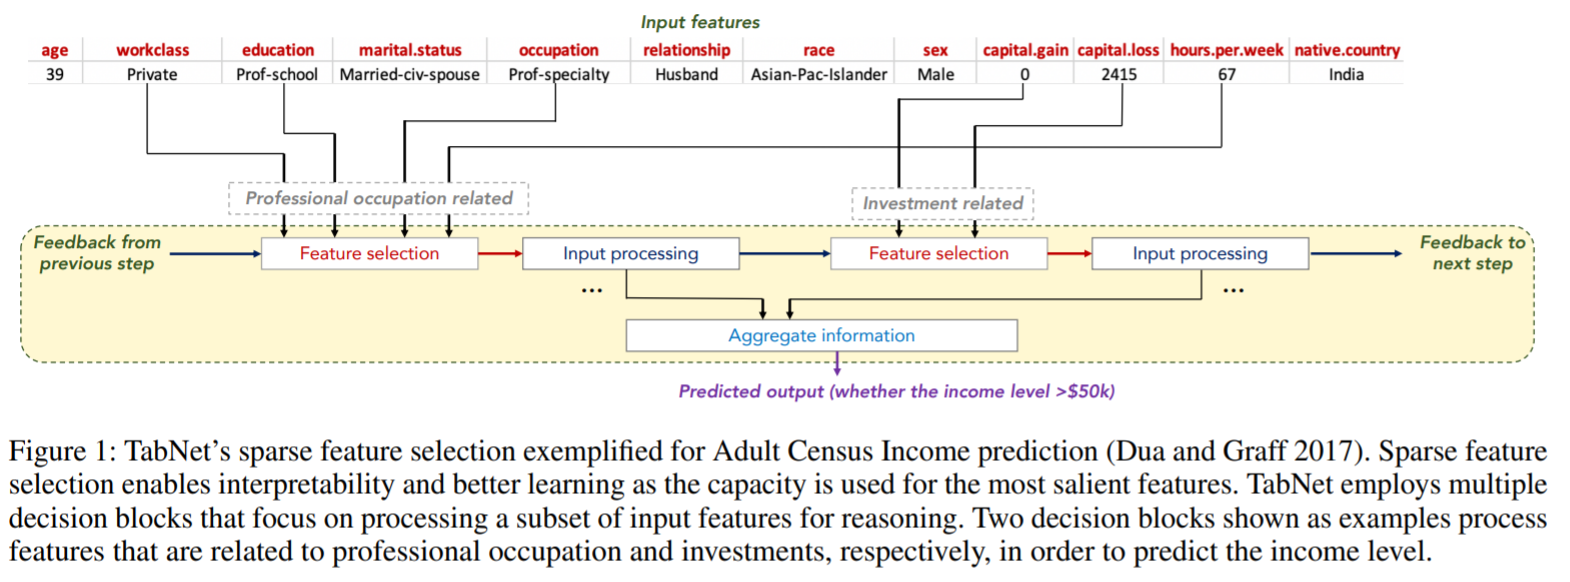 Input features
age workclass education marital.status occupation relationship race sex capital.gain capital.loss hours.per.week native.country
39 Private Prof-school Married-civ-spouse Prof-specialty Husband Asian-Pac-Islander Male 0 2415 67 India
Professional occupation related
Investment related
Feedback from
previous step
Feature selection
Input processing
Feature selection
Input processing
Feedback to
next step
...
...
Aggregate information
Predicted output (whether the income level >$50k)
Figure 1: TabNet's sparse feature selection exemplified for Adult Census Income prediction (Dua and Graff 2017). Sparse feature
selection enables interpretability and better learning as the capacity is used for the most salient features. TabNet employs multiple
decision blocks that focus on processing a subset of input features for reasoning. Two decision blocks shown as examples process
features that are related to professional occupation and investments, respectively, in order to predict the income level.